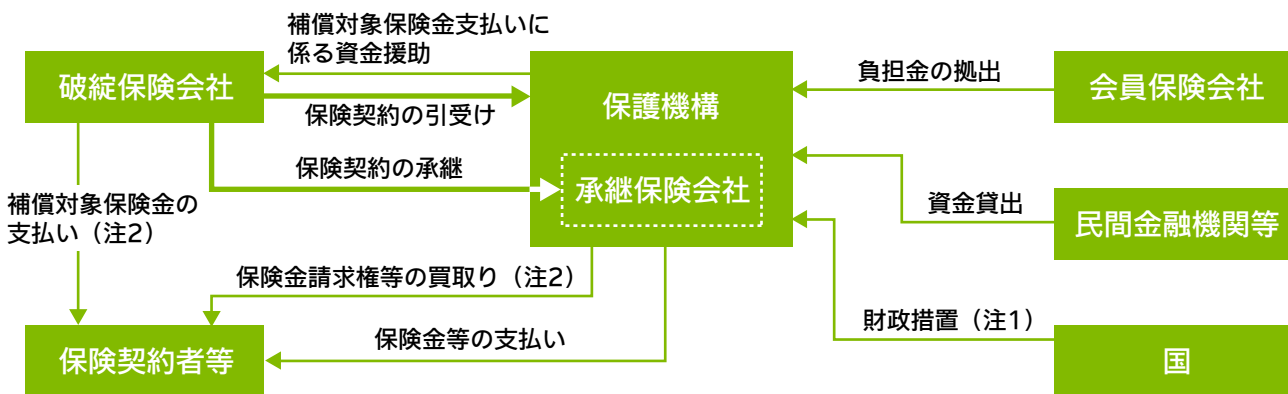 補償対象保険金支払いに
係る資金援助
破綻保険会社
保険契約の引受け
保護機構
負担金の拠出
会員保険会社
保険契約の承継
承継保険会社
補償対象保険金の
支払い（注2）
資金貸出
民間金融機関等
保険金請求権等の買取り（注2）
財政措置（注1）
保険金等の支払い
保険契約者等
国